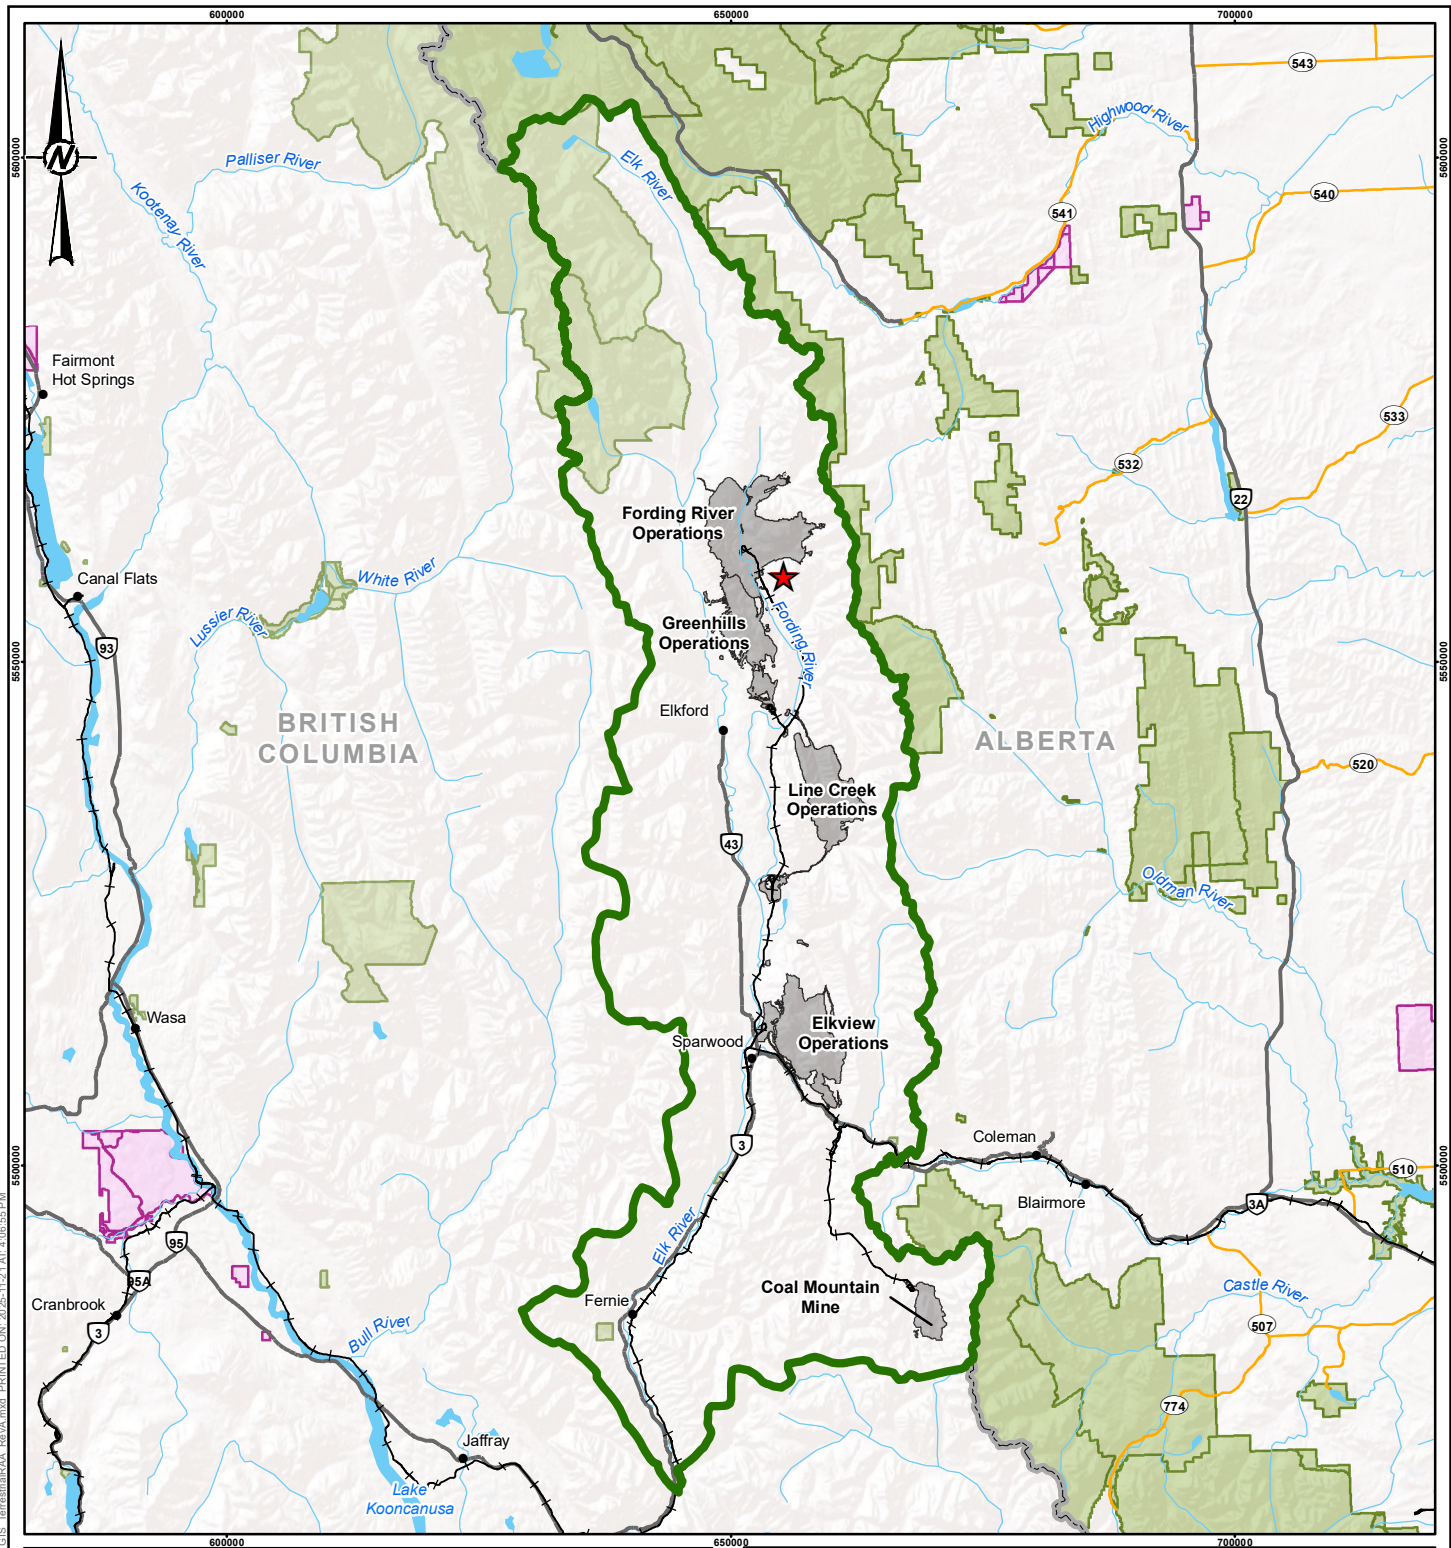 600000
650000
700000
543
Highwood River
N
5600000
5600000
Palliser River
Elk River
Kootenay River
540
541
Fairmont
Hot Springs
533
532
22
Fording River
Operations
White River
Canal Flats
Lussier River
Fording River
Greenhills
Operations
93
5550000
5550000
Elkford
BRITISH
COLUMBIA
ALBERTA
520
Line Creek
Operations
43
Oldman River
Wasa
Elkview
Operations
Sparwood
3
Coleman
510
5500000
5500000
Blairmore
3A
Elk River
95
95A
Coal Mountain
Mine
Castle River
Cranbrook
Fernie
3
Bull River
507
774
Jaffray
Lake
Koocanusa
600000
650000
700000